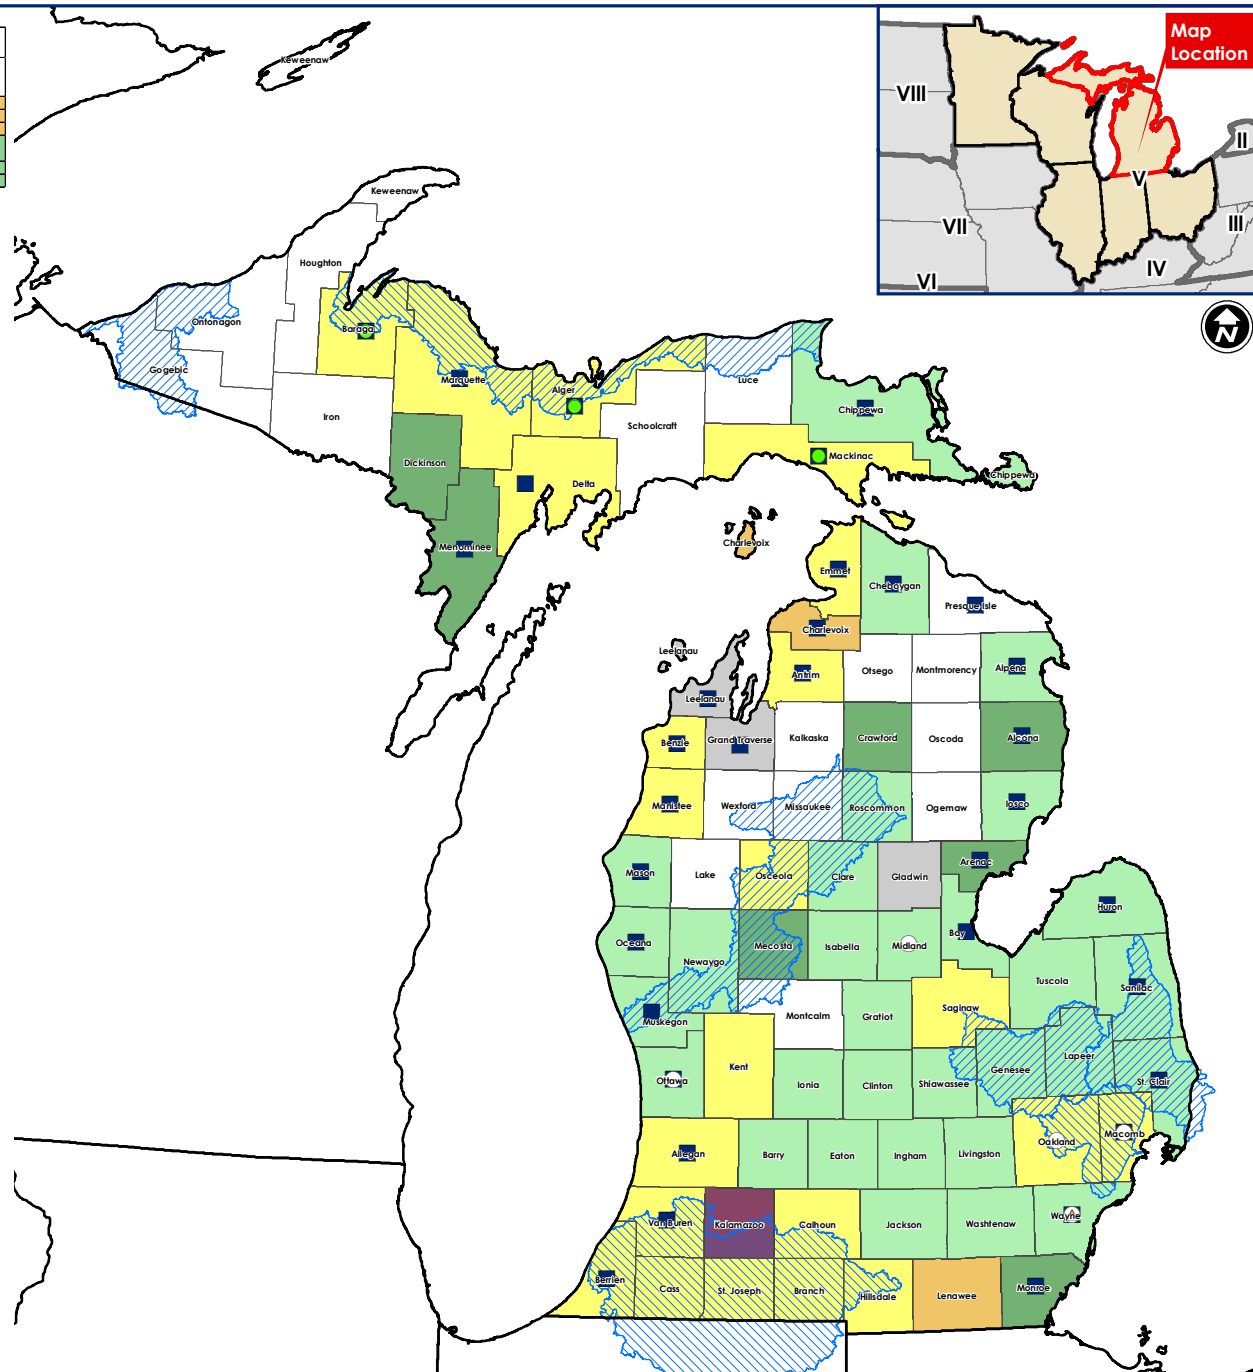 Map
Location
VIII
II
V
VII
III
IV
VI
N
Keweenaw
Keweenaw
Houghton
Ontonagon
Baraga
Gogebic
Marquette
Alger
Luce
Iron
Schoolcraft
Chippewa
Dickinson
Mackinac
Chippewa
Delta
Menominee
Charlevoix
Emmet
Cheboygan
Presque Isle
Charlevoix
Leelanau
Antrim
Otsego
Montmorency
Alpena
Leelanau
Benzie
Grand Traverse
Kalkaska
Crawford
Oscoda
Alcona
Manistee
Wexford
Missaukee
Roscommon
Ogemaw
Iosco
Mason
Lake
Osceola
Clare
Gladwin
Arenac
Huron
Oceana
Newaygo
Mecosta
Isabella
Midland
Bay
Tuscola
Sanilac
Muskegon
Montcalm
Gratiot
Saginaw
Ottawa
Kent
Ionia
Clinton
Shiawassee
Genesee
Lapeer
St. Clair
Allegan
Barry
Eaton
Ingham
Livingston
Oakland
Macomb
Van Buren
Kalamazoo
Calhoun
Jackson
Washtenaw
Wayne
Berrien
Cass
St. Joseph
Branch
Hillsdale
Lenawee
Monroe